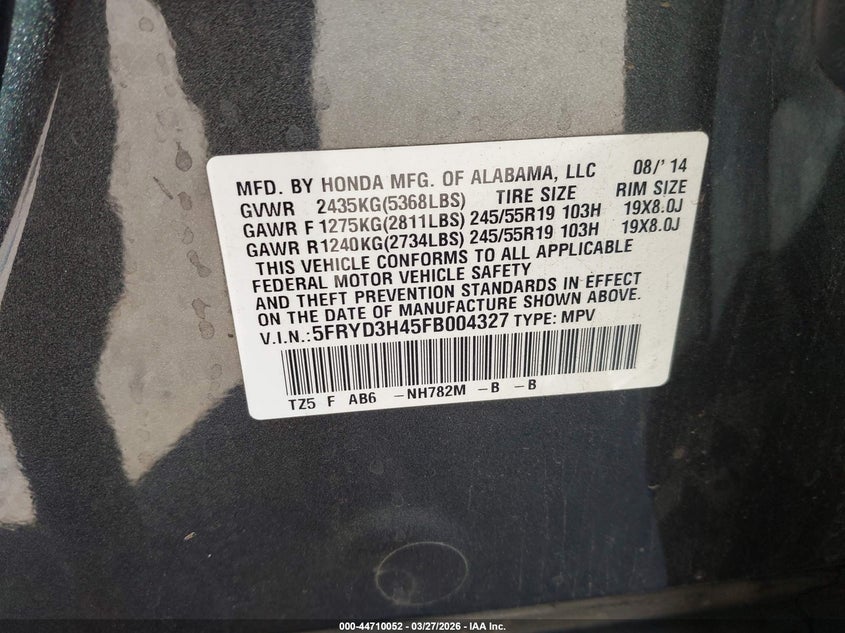 MFD. BY HONDA MFG. OF ALABAMA, LLC 08/' 14
GVWR 2435KG(5368LBS) TIRE SIZE RIM SIZE
GAWR F 1275KG(2811LBS) 245/55R19 103H 19X8.0J
GAWR R1240KG(2734LBS) 245/55R19 103H 19X8.0J
THIS VEHICLE CONFORMS TO ALL APPLICABLE
FEDERAL MOTOR VEHICLE SAFETY
AND THEFT PREVENTION STANDARDS IN EFFECT
ON THE DATE OF MANUFACTURE SHOWN ABOVE.
V.I.N.:5FRYD3H45FB004327 TYPE: MPV
TZ5 F AB6 -NH782M -B -B
000-44710052 - 03/27/2026 - IAA Inc.